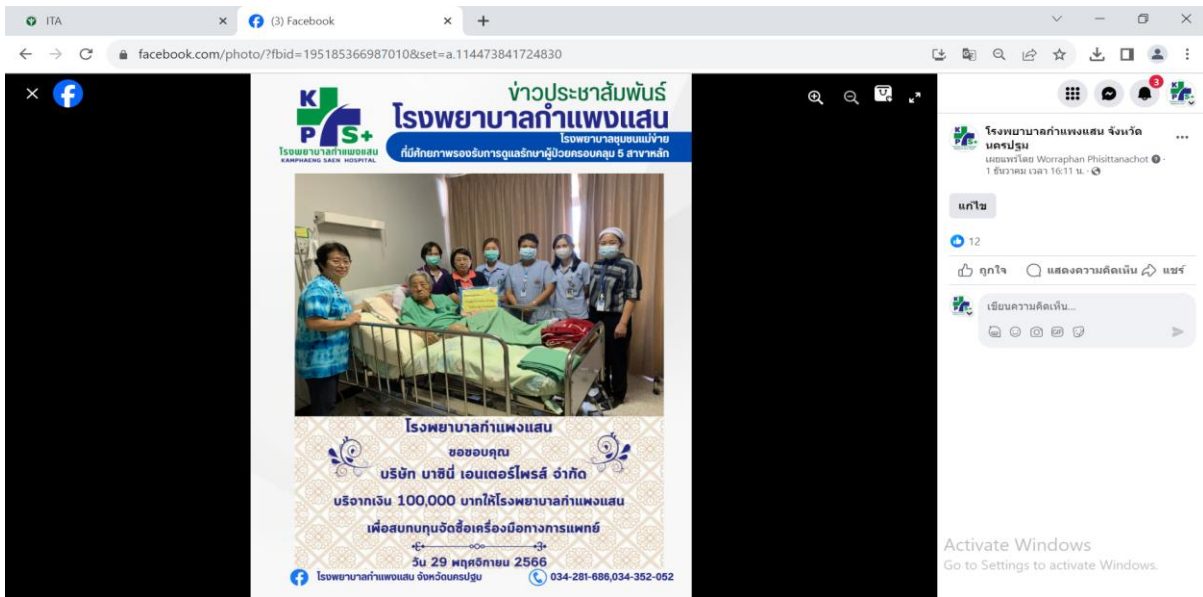 ITA
(3) Facebook
facebook.com/photo/?fbid=195185366987010&set=a.114473841724830
KPS+
โรงพยาบาลกำแพงแสน
KAMPHAENG SAEN HOSPITAL
ข่าวประชาสัมพันธ์
โรงพยาบาลกำแพงแสน
โรงพยาบาลชุมชนแม่ข่าย
ที่มีศักยภาพรองรับการดูแลรักษาผู้ป่วยครอบคลุม 5 สาขาหลัก
โรงพยาบาลกำแพงแสน
ขอขอบคุณ
บริษัท บาซินี่ เอนเตอร์ไพรส์ จำกัด
บริจาคเงิน 100,000 บาทให้โรงพยาบาลกำแพงแสน
เพื่อสมทบทุนจัดซื้อเครื่องมือทางการแพทย์
วัน 29 พฤศจิกายน 2566
โรงพยาบาลกำแพงแสน จังหวัดนครปฐม
034-281-686,034-352-052
3
โรงพยาบาลกำแพงแสน จังหวัด
นครปฐม
เผยแพร่โดย Worraphan Phisittanachot ·
1 ธันวาคม เวลา 16:11 น. ·
แก้ไข
12
ถูกใจ
แสดงความคิดเห็น
แชร์
เขียนความคิดเห็น...
GIF
Activate Windows
Go to Settings to activate Windows.